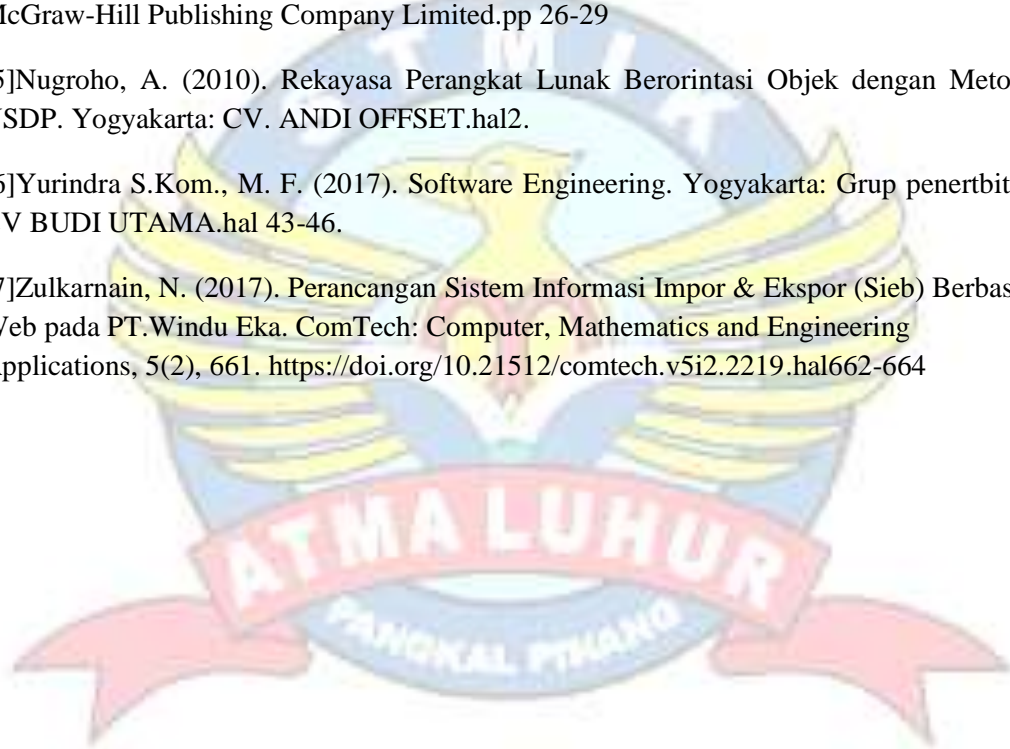 McGraw-Hill Publishing Company Limited.pp 26-29
5]Nugroho, A. (2010). Rekayasa Perangkat Lunak Berorintasi Objek dengan Meto
USDP. Yogyakarta: CV. ANDI OFFSET.hal2.
6]Yurindra S.Kom., M. F. (2017). Software Engineering. Yogyakarta: Grup penertbit
V BUDI UTAMA.hal 43-46.
7]Zulkarnain, N. (2017). Perancangan Sistem Informasi Impor & Ekspor (Sieb) Berbas
Web pada PT.Windu Eka. ComTech: Computer, Mathematics and Engineering
Applications, 5(2), 661. https://doi.org/10.21512/comtech.v5i2.2219.hal662-664
STMIK
ATMA LUHUR
PANGKAL PINANG